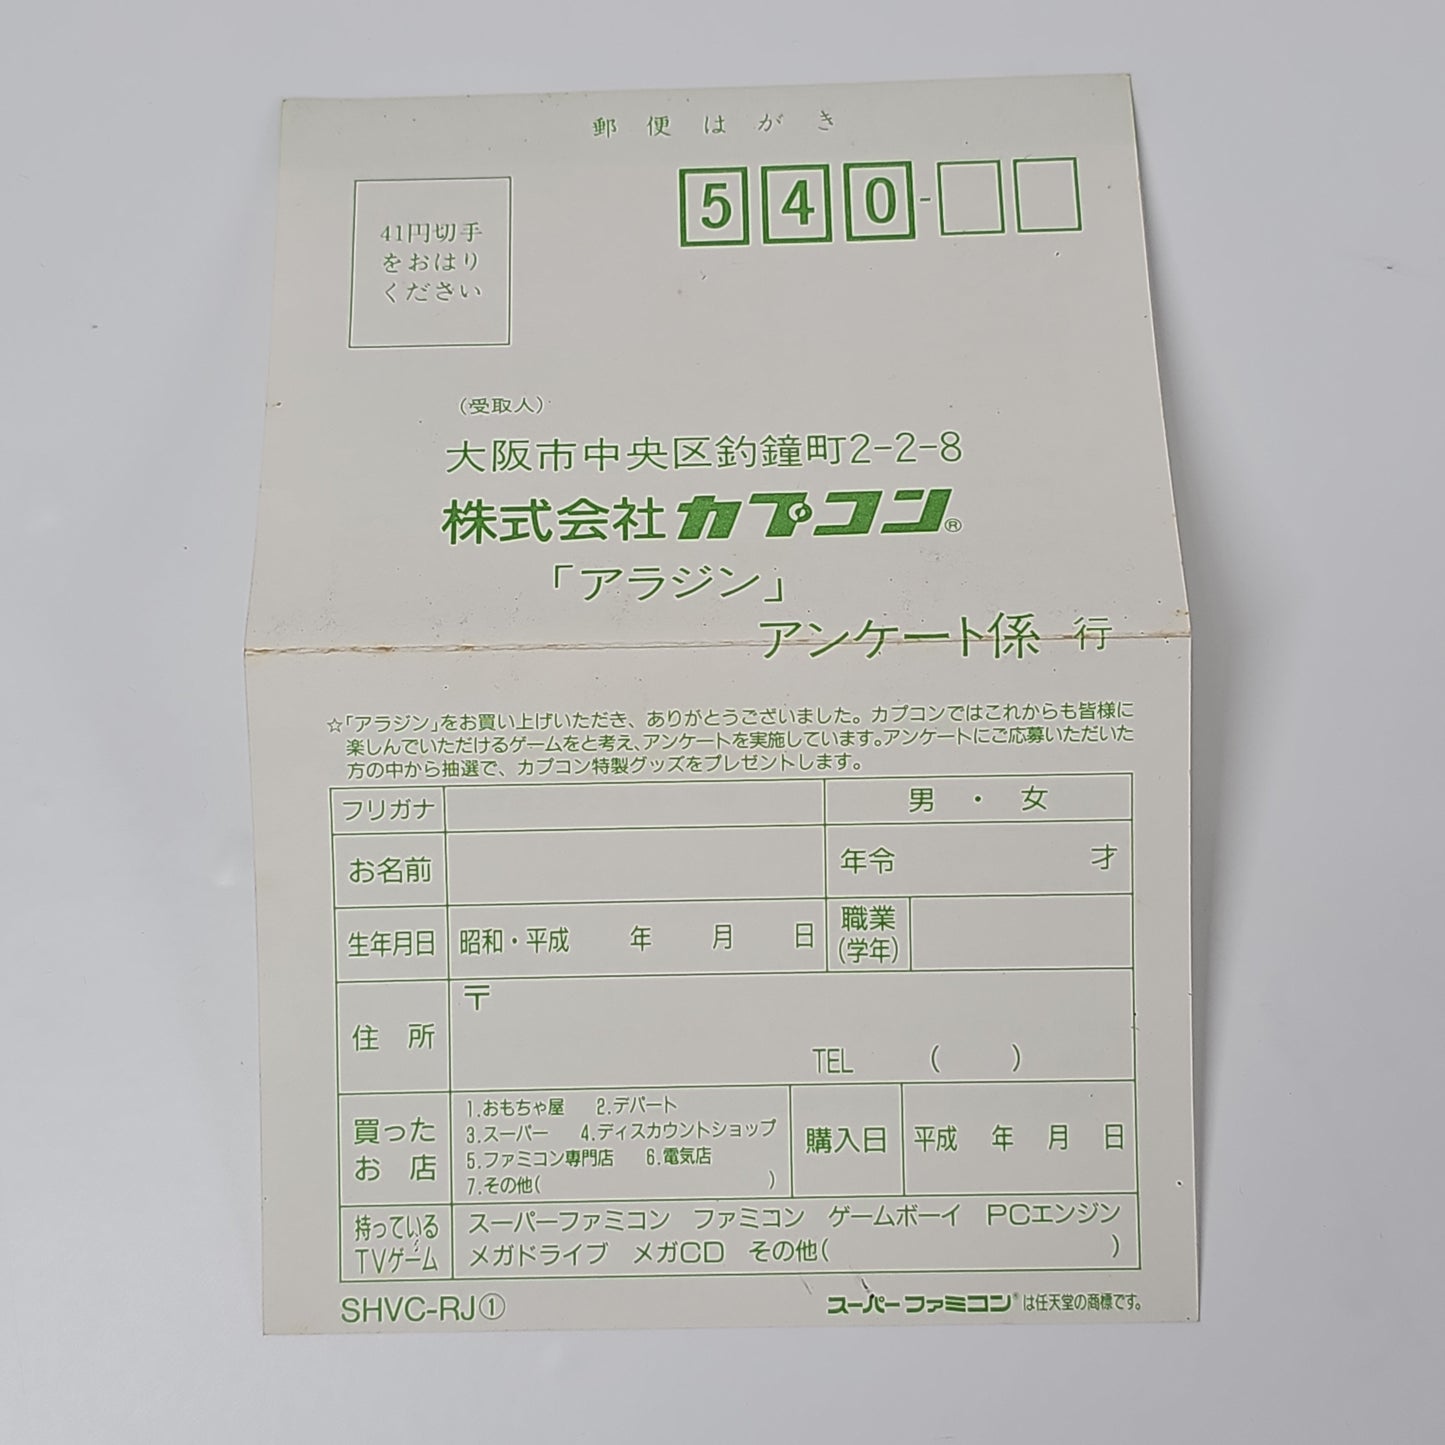 郵便はがき
540-
41円切手
をおはり
ください
(受取人)
大阪市中央区釣鐘町2-2-8
株式会社カプコン®
「アラジン」
アンケート係 行
☆「アラジン」をお買い上げいただき、ありがとうございました。カプコンではこれからも皆様に
楽しんでいただけるゲームをと考え、アンケートを実施しています。アンケートにご応募いただいた
方の中から抽選で、カプコン特製グッズをプレゼントします。
フリガナ 男・女
お名前 年令 才
生年月日 昭和・平成 年 月 日 職業
(学年)
住所 〒
TEL ( )
買った
お店
1.おもちゃ屋 2.デパート
3.スーパー 4.ディスカウントショップ
5.ファミコン専門店 6.電気店
7.その他( )
購入日 平成 年 月 日
持っている
TVゲーム
スーパーファミコン ファミコン ゲームボーイ PCエンジン
メガドライブ メガCD その他( )
SHVC-RJ①
スーパーファミコン®は任天堂の商標です。